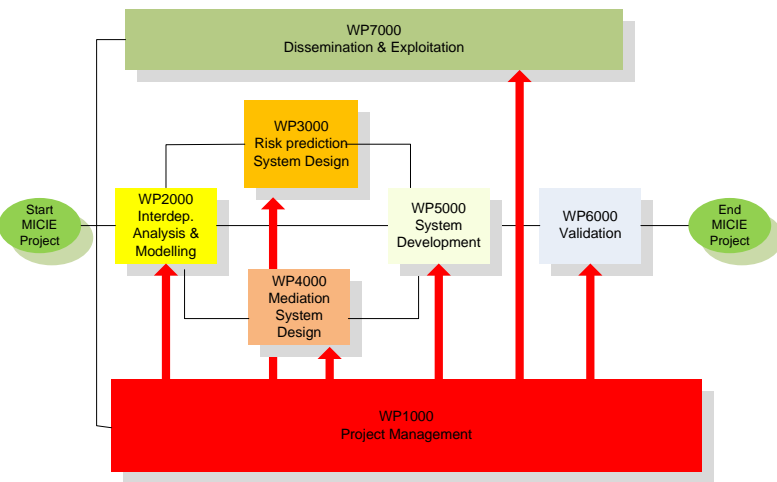 WP7000
Dissemination & Exploitation
WP3000
Risk prediction
System Design
Start
MICIE
Project
WP2000
Interdep.
Analysis &
Modelling
WP5000
System
Development
WP6000
Validation
End
MICIE
Project
WP4000
Mediation
System
Design
WP1000
Project Management